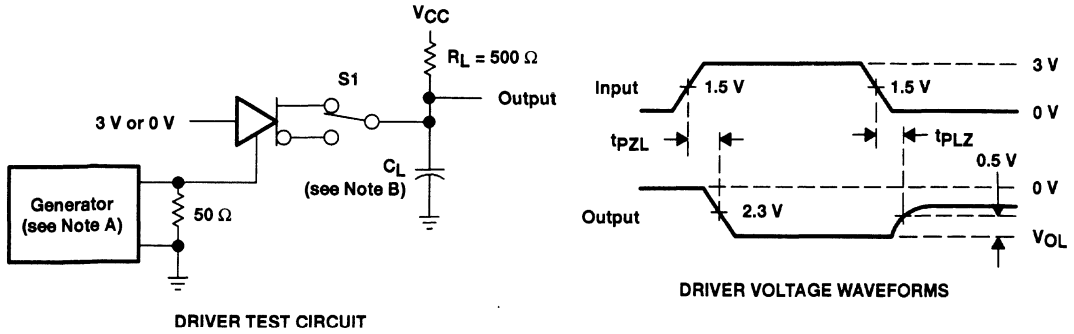 VCC
RL = 500 Ω
S1
Output
3 V or 0 V
CL
(see Note B)
Generator
(see Note A)
50 Ω
DRIVER TEST CIRCUIT
3 V
Input
1.5 V
1.5 V
0 V
tPZL
tPLZ
0.5 V
0 V
Output
2.3 V
VOL
DRIVER VOLTAGE WAVEFORMS